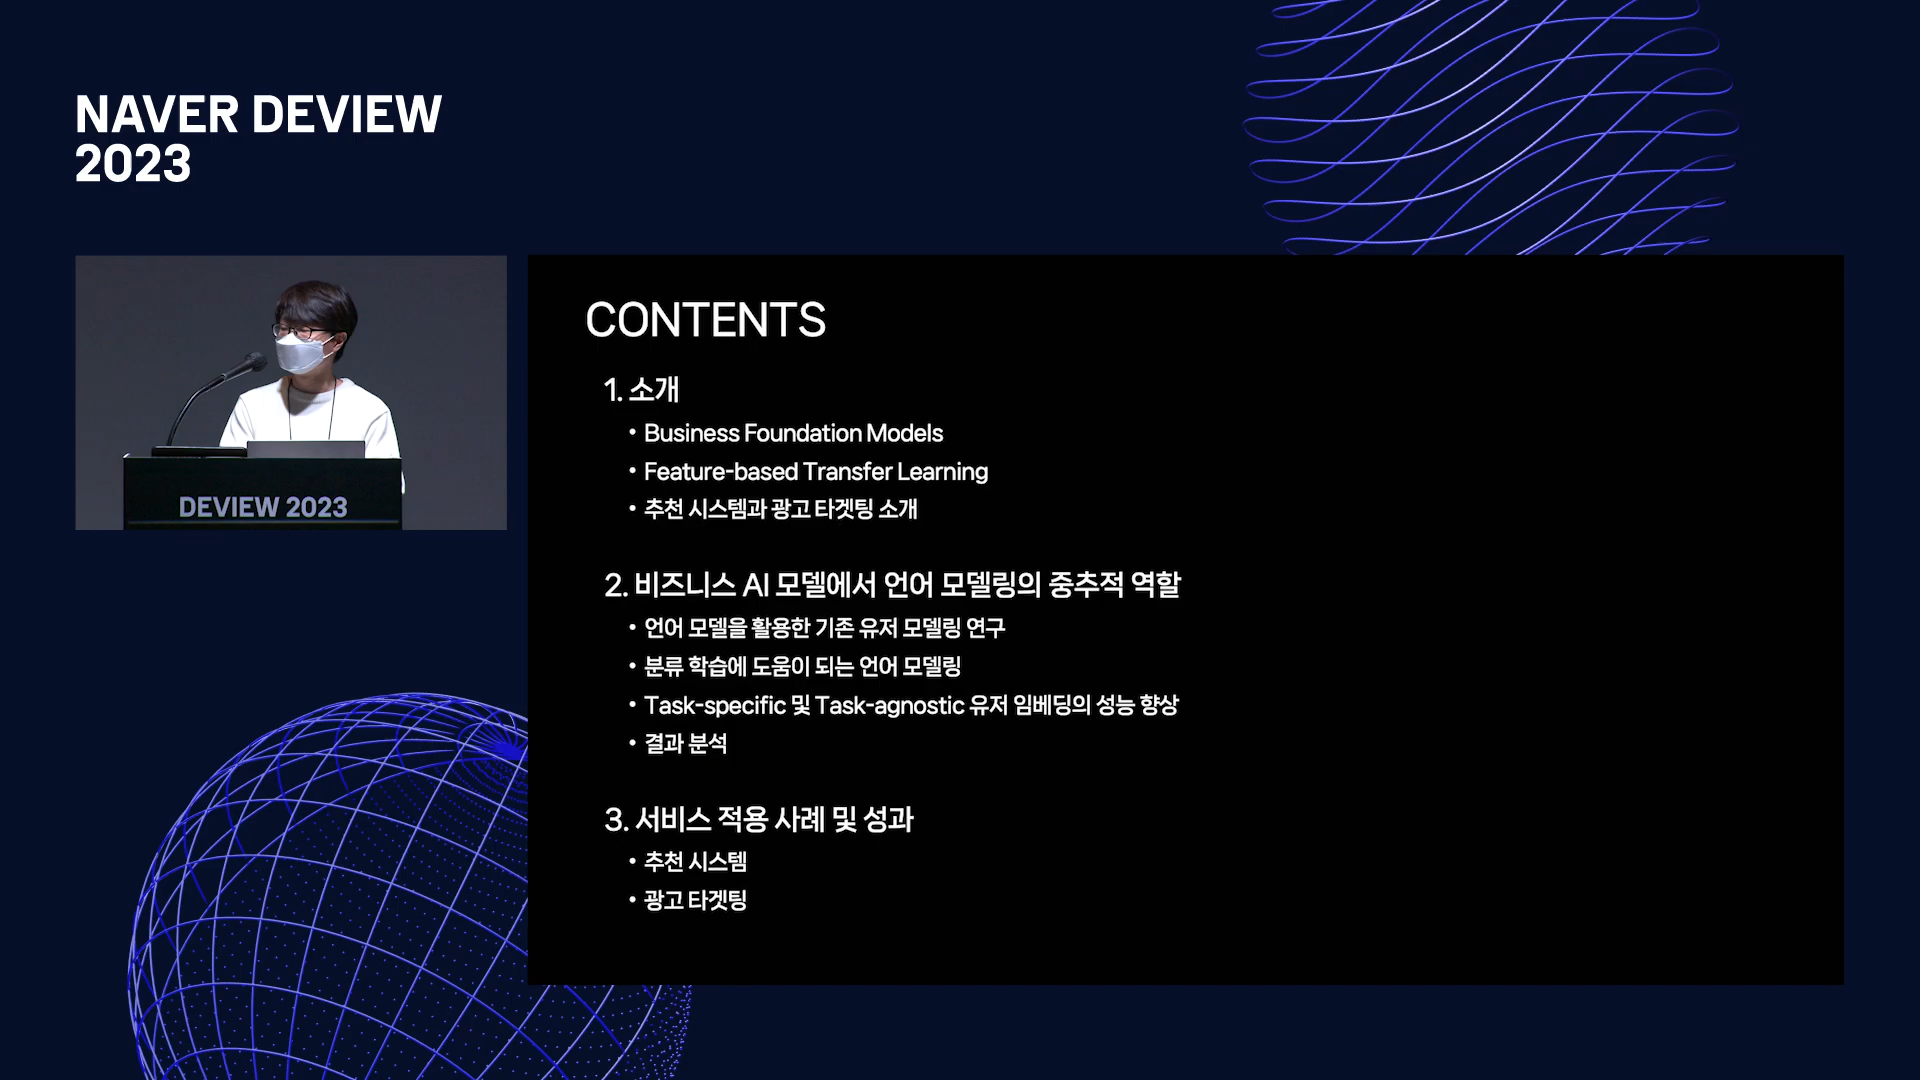 NAVER DEVIEW
2023
DEVIEW 2023
CONTENTS
1. 소개
• Business Foundation Models
• Feature-based Transfer Learning
• 추천 시스템과 광고 타겟팅 소개
2. 비즈니스 AI 모델에서 언어 모델링의 중추적 역할
• 언어 모델을 활용한 기존 유저 모델링 연구
• 분류 학습에 도움이 되는 언어 모델링
• Task-specific 및 Task-agnostic 유저 임베딩의 성능 향상
• 결과 분석
3. 서비스 적용 사례 및 성과
• 추천 시스템
• 광고 타겟팅